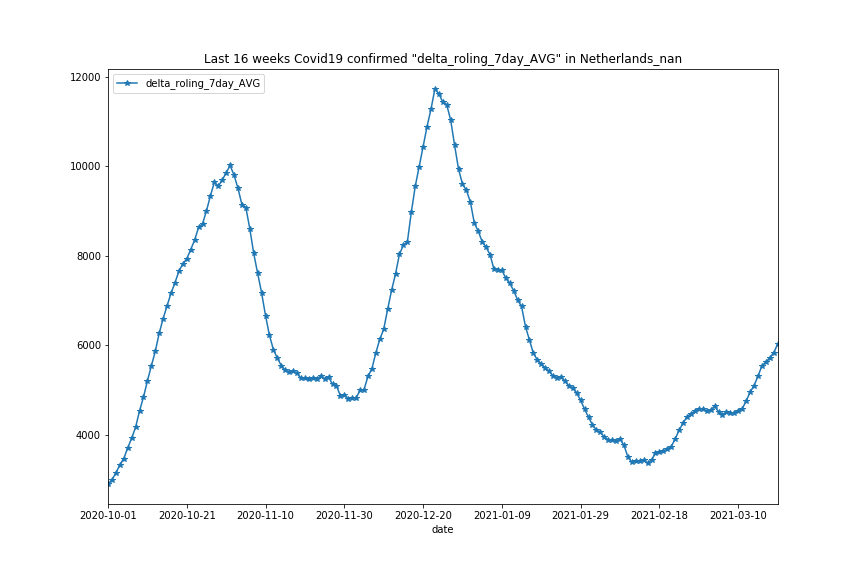 Last 16 weeks Covid19 confirmed "delta_roling_7day_AVG" in Netherlands_nan
delta_roling_7day_AVG
12000
10000
8000
6000
4000
2020-10-01 2020-10-21 2020-11-10 2020-11-30 2020-12-20 2021-01-09 2021-01-29 2021-02-18 2021-03-10
date